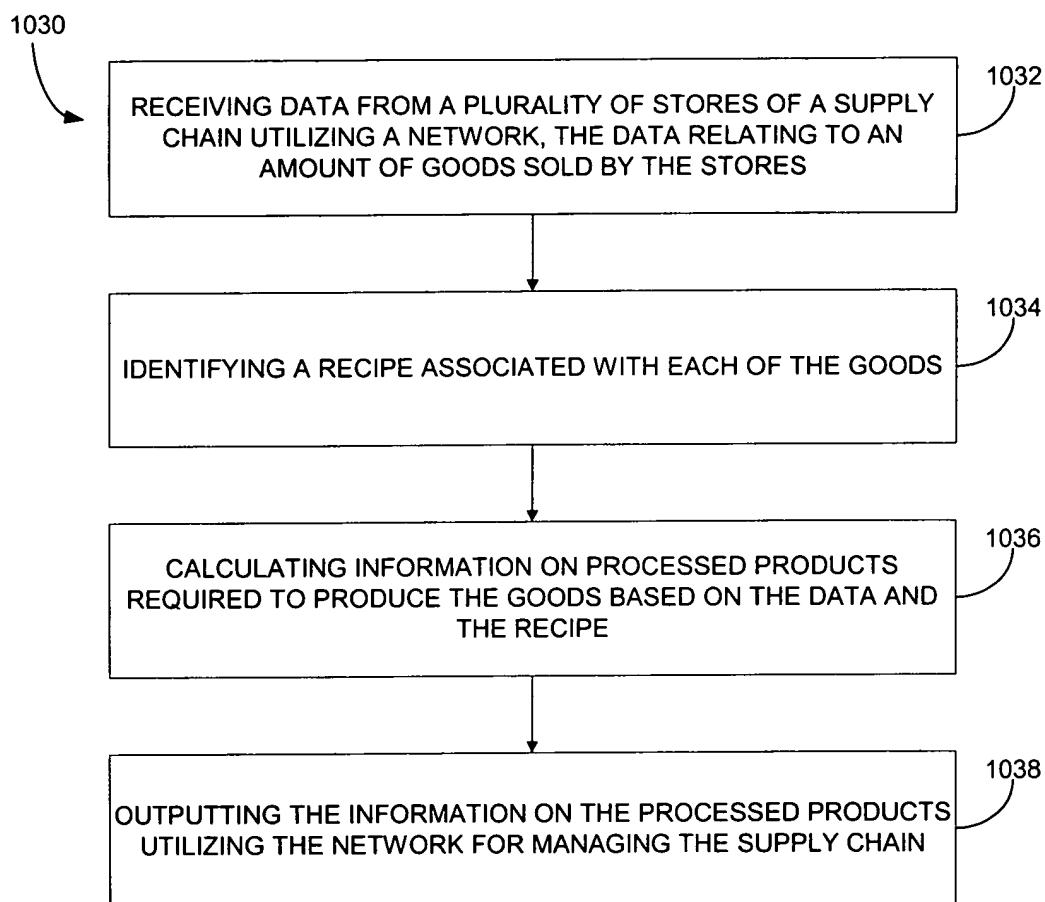 1030
1032
RECEIVING DATA FROM A PLURALITY OF STORES OF A SUPPLY
CHAIN UTILIZING A NETWORK, THE DATA RELATING TO AN
AMOUNT OF GOODS SOLD BY THE STORES
1034
IDENTIFYING A RECIPE ASSOCIATED WITH EACH OF THE GOODS
1036
CALCULATING INFORMATION ON PROCESSED PRODUCTS
REQUIRED TO PRODUCE THE GOODS BASED ON THE DATA AND
THE RECIPE
1038
OUTPUTTING THE INFORMATION ON THE PROCESSED PRODUCTS
UTILIZING THE NETWORK FOR MANAGING THE SUPPLY CHAIN